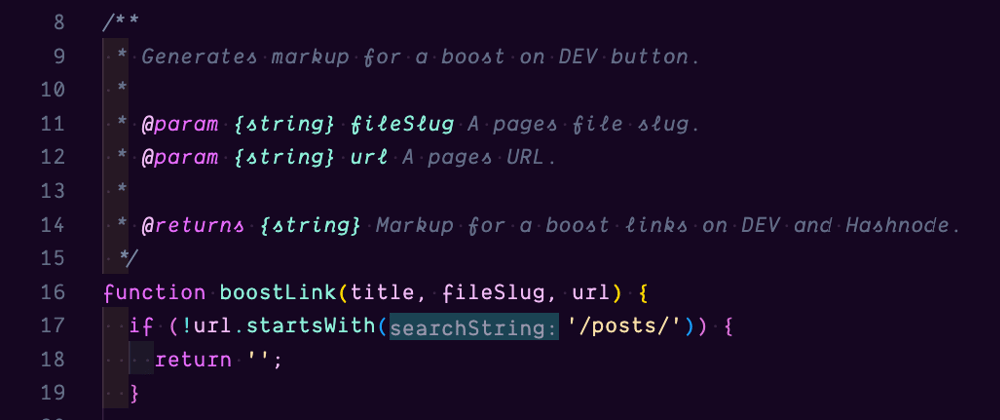 8 /**
9  * Generates markup for a boost on DEV button.
10  *
11  * @param {string} fileSlug A pages file slug.
12  * @param {string} url A pages URL.
13  *
14  * @returns {string} Markup for a boost links on DEV and Hashnode.
15  */
16 function boostLink(title, fileSlug, url) {
17   if (!url.startsWith(searchString: '/posts/')) {
18     return '';
19   }